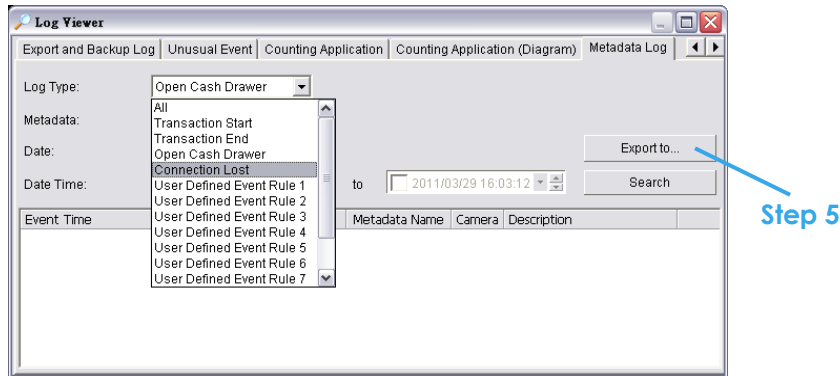 Log Viewer
Export and Backup Log Unusual Event Counting Application Counting Application (Diagram) Metadata Log
Log Type: Open Cash Drawer
All
Metadata: Transaction Start
Transaction End
Date: Open Cash Drawer Export to...
Connection Lost
Date Time: User Defined Event Rule 1 to 2011/03/29 16:03:12 Search
User Defined Event Rule 2
Event Time User Defined Event Rule 3 Metadata Name Camera Description Step 5
User Defined Event Rule 4
User Defined Event Rule 5
User Defined Event Rule 6
User Defined Event Rule 7